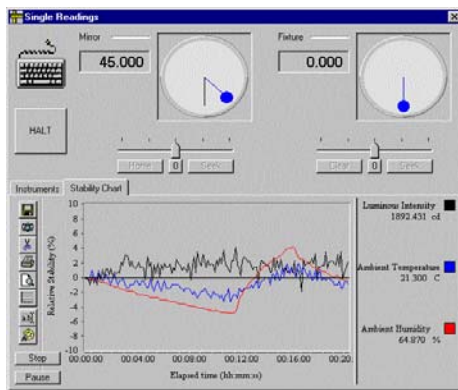 Single Readings
Mirror
45.000
Fixture
0.000
HALT
Home 0 Seek
Clear 0 Seek
Instruments Stability Chart
Relative Stability (%)
10
8
6
4
2
0
-2
-4
-6
-8
-10
00:00:00 00:04:00 00:08:00 00:12:00 00:16:00 00:20:
Elapsed time (hh:mm:ss)
Luminous Intensity
1892.431 cd
Ambient Temperature
21.300 C
Ambient Humidity
64.870 %
Stop
Pause